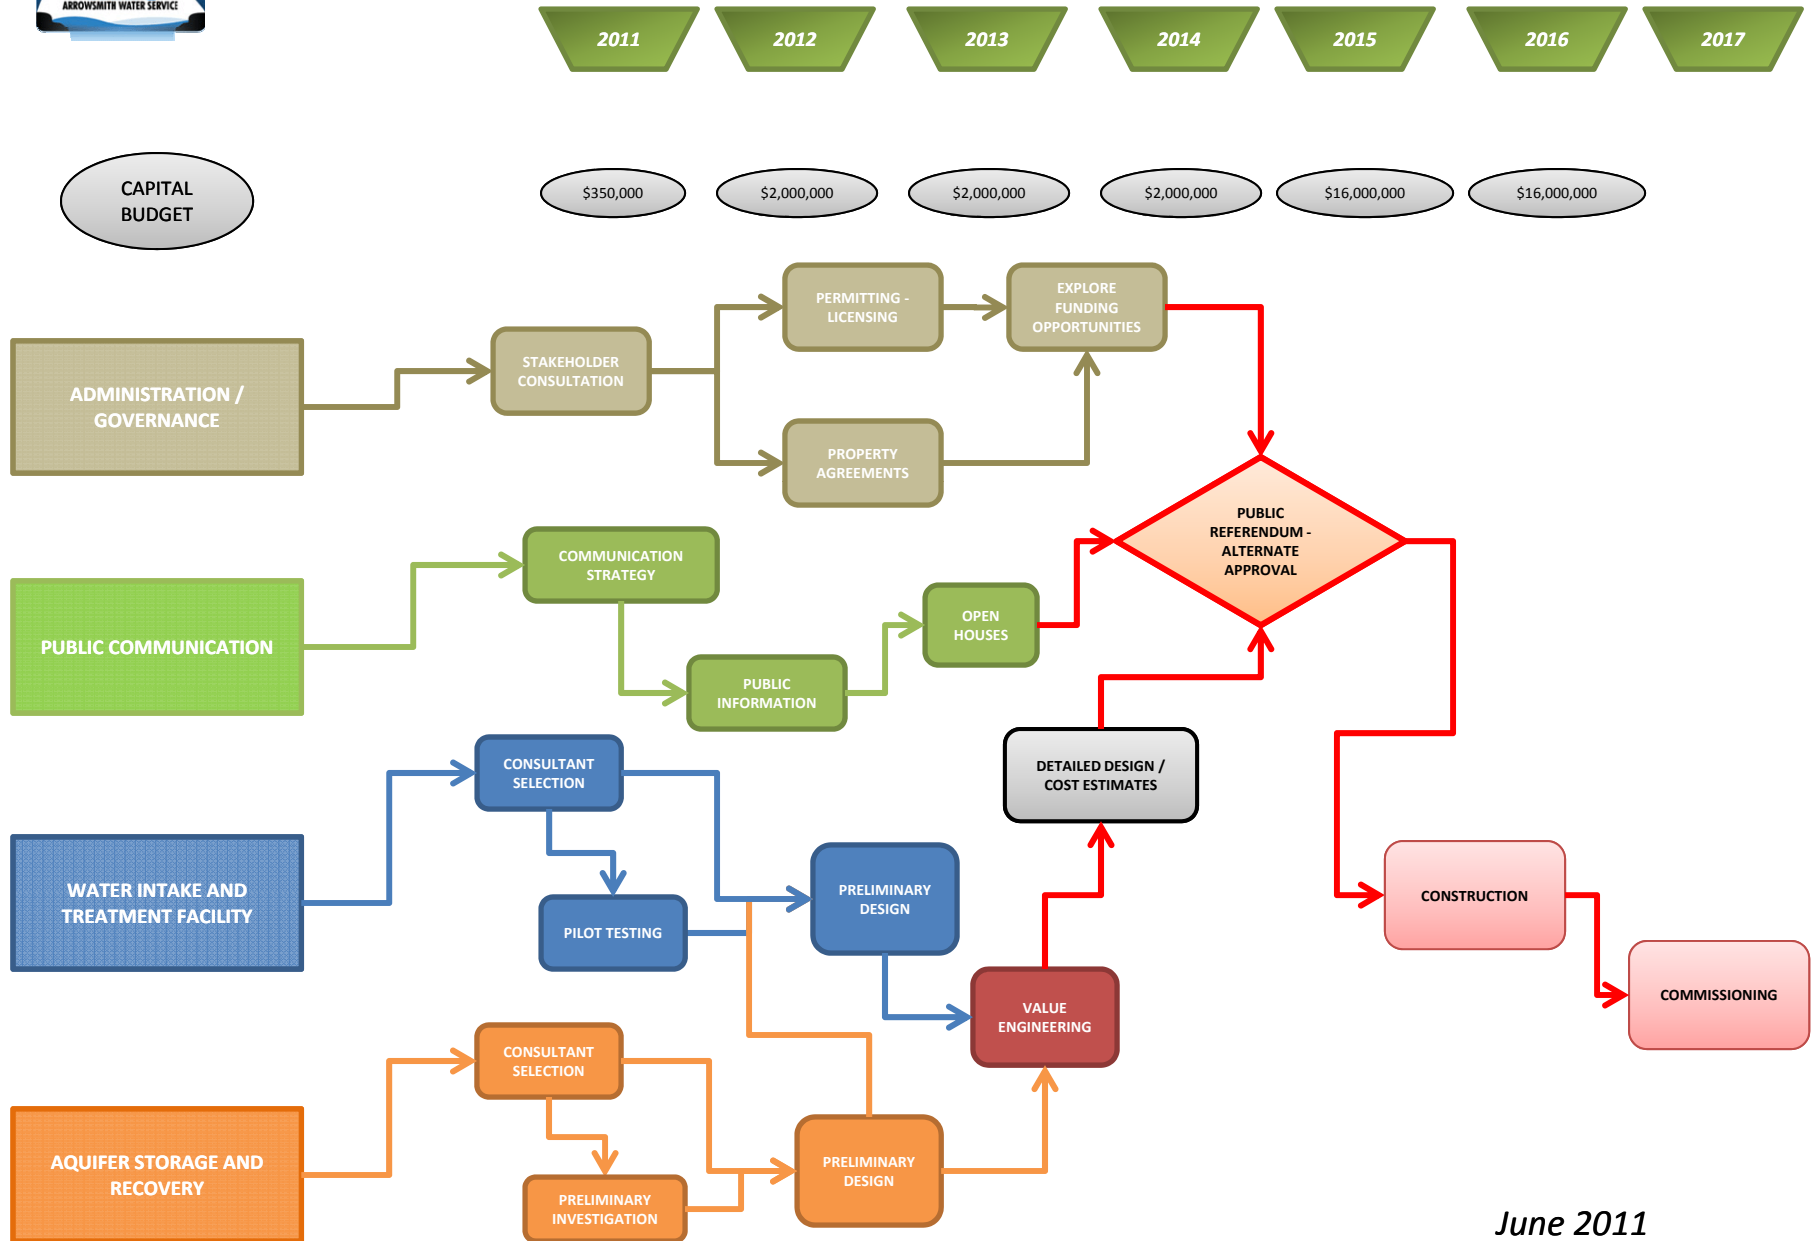 ARROWSMITH WATER SERVICE
2011
2012
2013
2014
2015
2016
2017
CAPITAL
BUDGET
$350,000
$2,000,000
$2,000,000
$2,000,000
$16,000,000
$16,000,000
ADMINISTRATION /
GOVERNANCE
STAKEHOLDER
CONSULTATION
PERMITTING -
LICENSING
EXPLORE
FUNDING
OPPORTUNITIES
PROPERTY
AGREEMENTS
PUBLIC
REFERENDUM -
ALTERNATE
APPROVAL
PUBLIC COMMUNICATION
COMMUNICATION
STRATEGY
PUBLIC
INFORMATION
OPEN
HOUSES
WATER INTAKE AND
TREATMENT FACILITY
CONSULTANT
SELECTION
PILOT TESTING
PRELIMINARY
DESIGN
DETAILED DESIGN /
COST ESTIMATES
VALUE
ENGINEERING
CONSTRUCTION
COMMISSIONING
AQUIFER STORAGE AND
RECOVERY
CONSULTANT
SELECTION
PRELIMINARY
INVESTIGATION
PRELIMINARY
DESIGN
June 2011